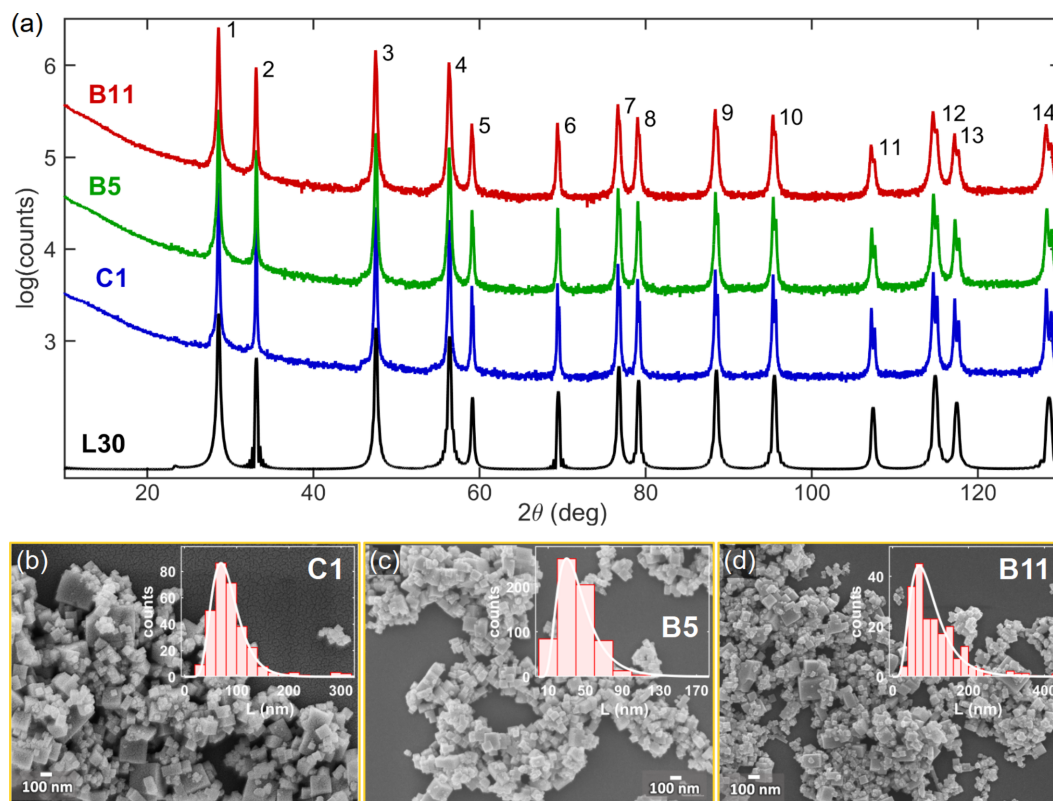 (a)
1
2
3
4
5
6
7
8
9
10
11
12
13
14
B11
B5
C1
L30
log(counts)
6
5
4
3
20 40 60 80 100 120
2θ (deg)
(b)
C1
counts
80
60
40
20
0
0 100 200 300
L (nm)
100 nm
(c)
B5
counts
200
100
0
10 50 90 130 170
L (nm)
100 nm
(d)
B11
counts
40
20
0
0 200 400
L (nm)
100 nm